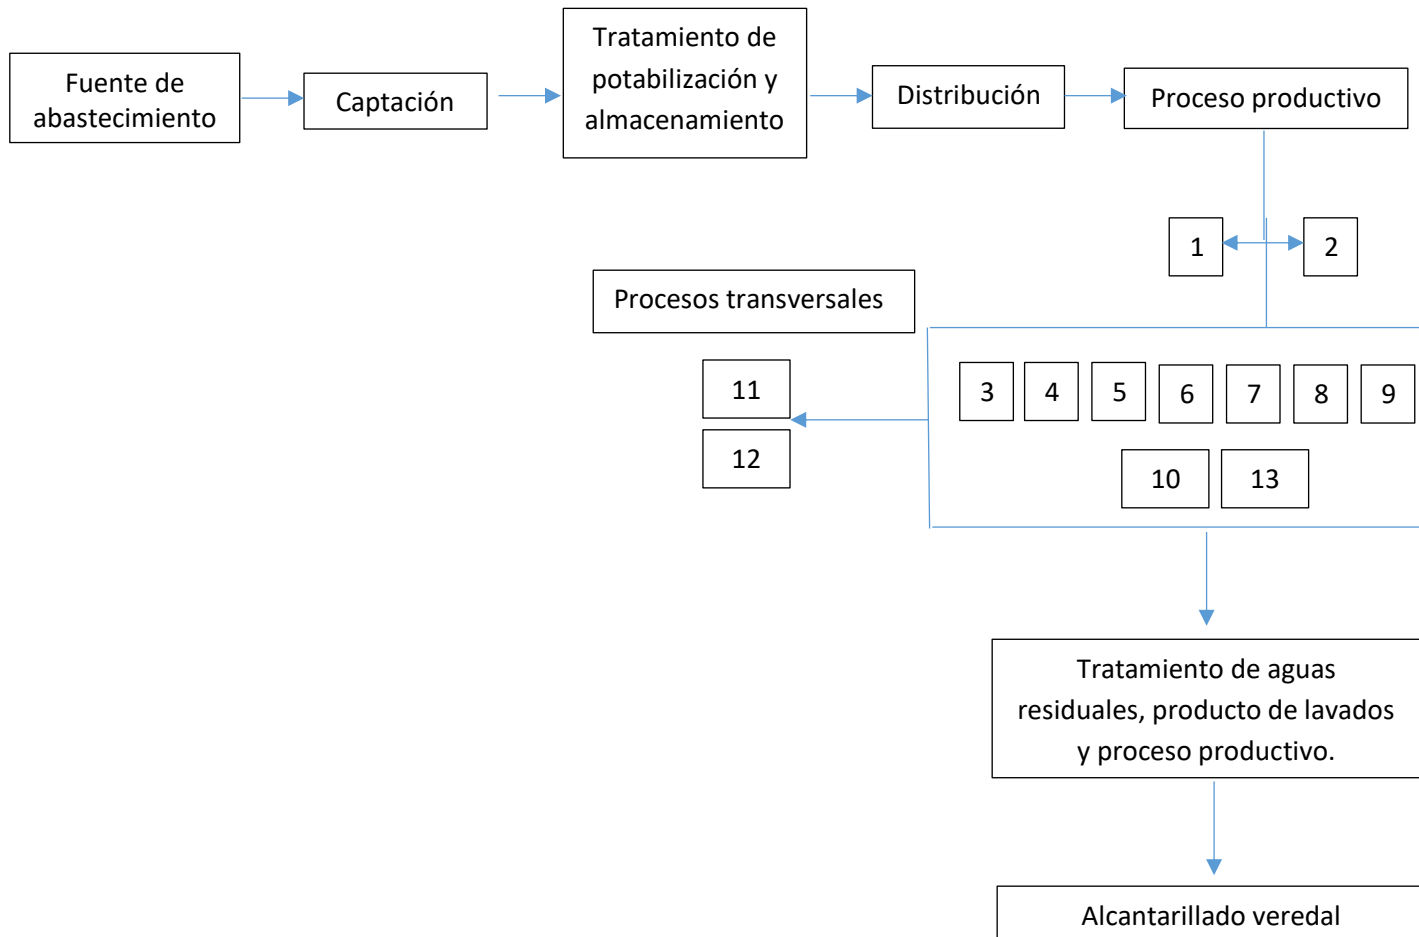 Fuente de
abastecimiento
Captación
Tratamiento de
potabilización y
almacenamiento
Distribución
Proceso productivo
1
2
Procesos transversales
3
4
5
6
7
8
9
11
12
10
13
Tratamiento de aguas
residuales, producto de lavados
y proceso productivo.
Alcantarillado veredal